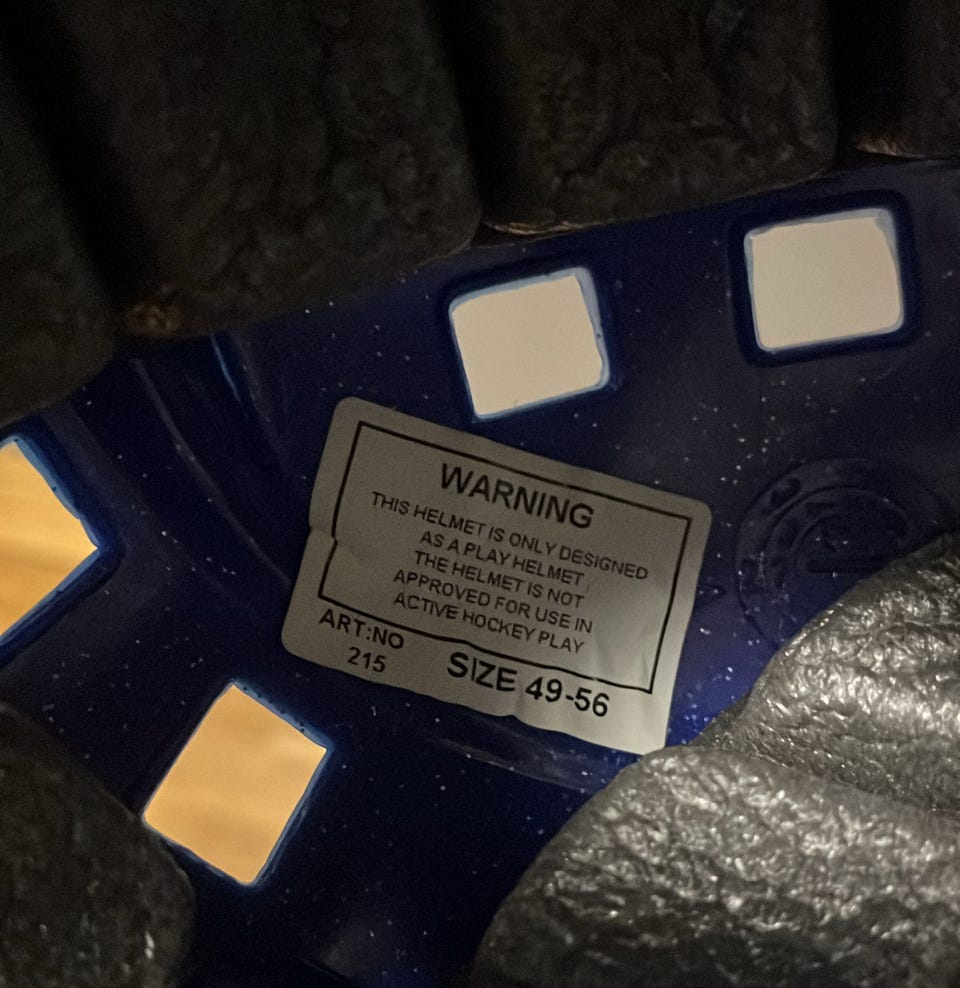 WARNING
THIS HELMET IS ONLY DESIGNED
AS A PLAY HELMET
THE HELMET IS NOT
APPROVED FOR USE IN
ACTIVE HOCKEY PLAY
ART:NO
215
SIZE 49-56